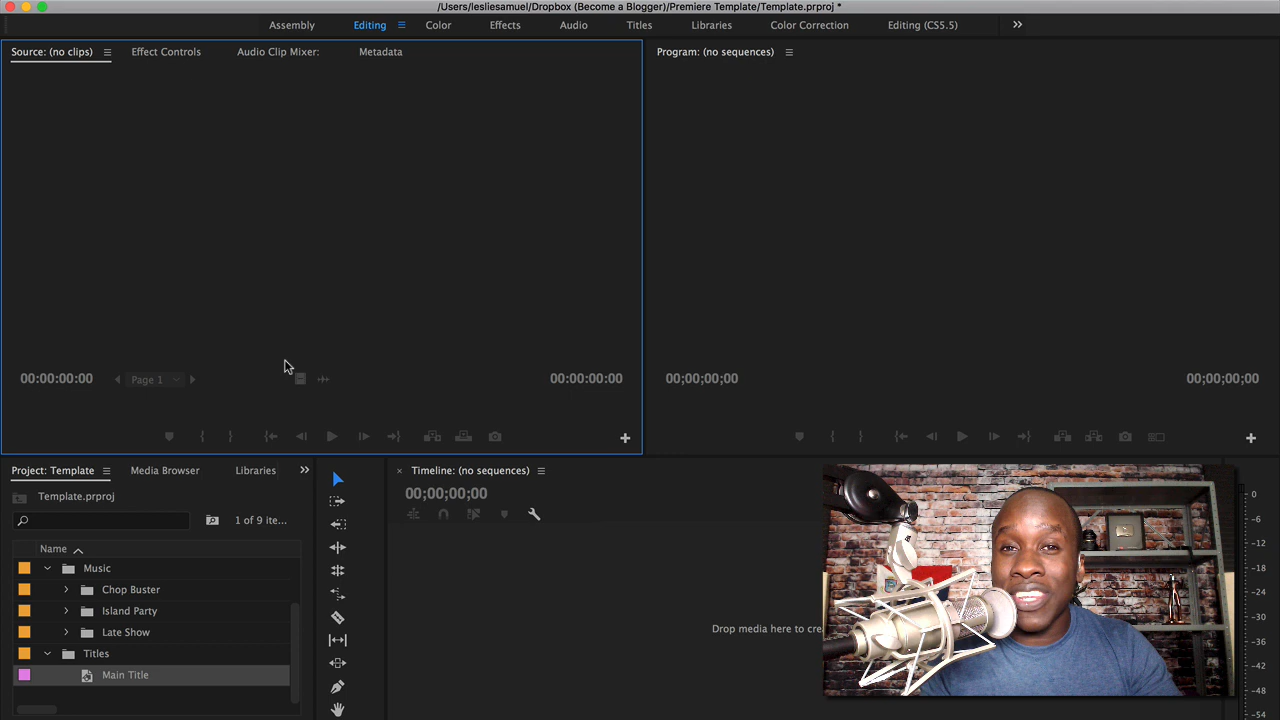 /Users/lesliesamuel/Dropbox (Become a Blogger)/Premiere Template/Template.prproj *
Assembly Editing Color Effects Audio Titles Libraries Color Correction Editing (CS5.5)
Source: (no clips) Effect Controls Audio Clip Mixer: Metadata
Program: (no sequences)
00:00:00:00 Page 1 00:00:00:00
00;00;00;00 00;00;00;00
Project: Template Media Browser Libraries
Template.prproj
1 of 9 ite...
Name
Music
Chop Buster
Island Party
Late Show
Titles
Main Title
× Timeline: (no sequences)
00;00;00;00
Drop media here to crea
0
-6
-12
-18
-24
-30
-36
-42
-48
-54